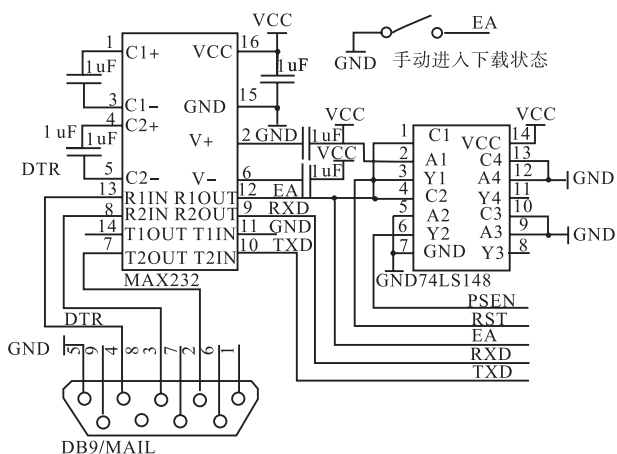 VCC
EA
GND
手动进入下载状态
1
C1+
VCC
16
1uF
1uF
3
C1−
GND
15
4
C2+
1uF
1uF
V+
2
GND
1uF
VCC
DTR
5
C2−
V−
6
VCC
1uF
13
R1IN
R1OUT
12
EA
8
R2IN
R2OUT
9
RXD
14
T1OUT
T1IN
11
GND
7
T2OUT
T2IN
10
TXD
MAX232
VCC
1
C1
VCC
14
2
A1
C4
13
3
Y1
A4
12
GND
4
C2
Y4
11
5
A2
C3
10
6
Y2
A3
9
GND
7
GND
Y3
8
GND
74LS148
PSEN
RST
EA
RXD
TXD
DTR
GND
5
9
4
8
3
7
2
6
1
DB9/MAIL